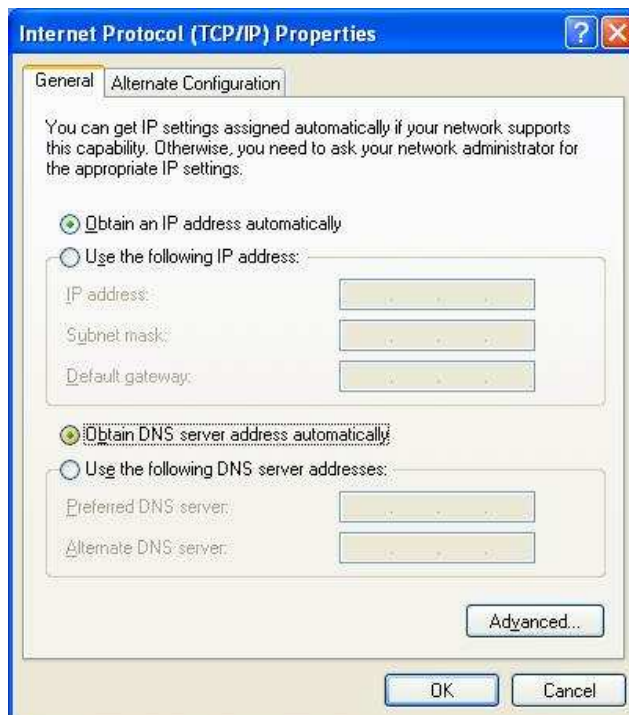 Internet Protocol (TCP/IP) Properties
General
Alternate Configuration
You can get IP settings assigned automatically if your network supports
this capability. Otherwise, you need to ask your network administrator for
the appropriate IP settings.
Obtain an IP address automatically
Use the following IP address:
IP address:
Subnet mask:
Default gateway:
Obtain DNS server address automatically
Use the following DNS server addresses:
Preferred DNS server:
Alternate DNS server:
Advanced...
OK
Cancel